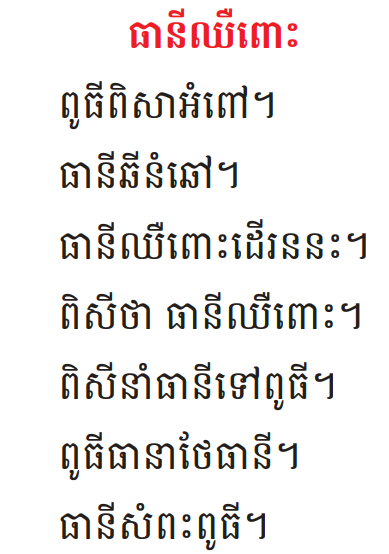 ធានីឈឺពោះ
ពូធីពិសាអំពៅ។
ធានីឆីនំឆៅ។
ធានីឈឺពោះដើរននះ។
ពិសីថា ធានីឈឺពោះ។
ពិសីនាំធានីទៅពូធី។
ពូធីធានាថែធានី។
ធានីសំពះពូធី។